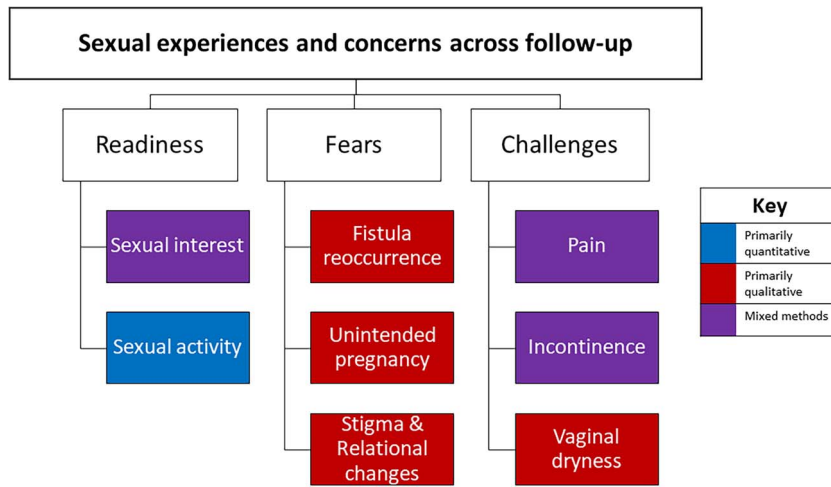 Sexual experiences and concerns across follow-up
Readiness
Fears
Challenges
Sexual interest
Sexual activity
Fistula
reoccurrence
Unintended
pregnancy
Stigma &
Relational
changes
Pain
Incontinence
Vaginal
dryness
Key
Primarily
quantitative
Primarily
qualitative
Mixed methods